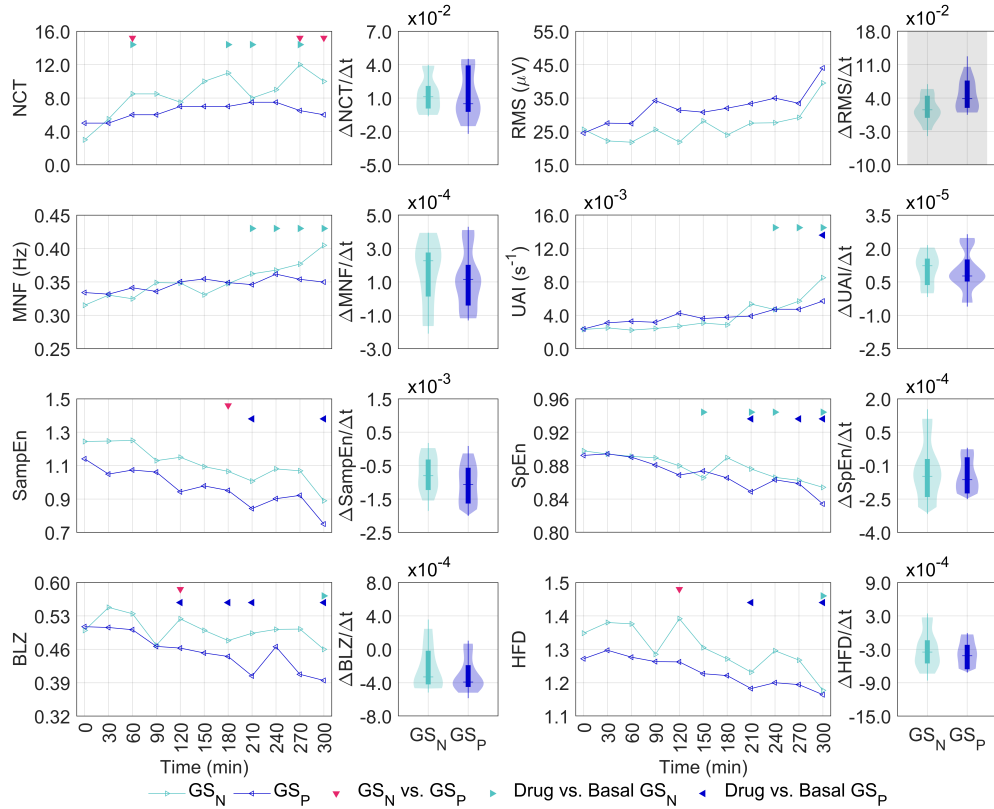 x10^-2
x10^-2
16.0
12.0
8.0
4.0
0.0
NCT
7.0
4.0
1.0
-2.0
-5.0
ΔNCT/Δt
55.0
45.0
35.0
25.0
15.0
RMS (μV)
18.0
11.0
4.0
-3.0
-10.0
ΔRMS/Δt
x10^-4
x10^-3
x10^-5
0.45
0.40
0.35
0.30
0.25
MNF (Hz)
5.0
3.0
1.0
-1.0
-3.0
ΔMNF/Δt
16.0
12.0
8.0
4.0
0.0
UAI (s^-1)
3.5
2.0
0.5
-1.0
-2.5
ΔUAI/Δt
x10^-3
x10^-4
1.5
1.3
1.1
0.9
0.7
SampEn
1.5
0.5
-0.5
-1.5
-2.5
ΔSampEn/Δt
0.96
0.92
0.88
0.84
0.80
SpEn
2.0
0.5
-0.1
-2.5
-4.0
ΔSpEn/Δt
x10^-4
x10^-4
0.60
0.53
0.46
0.39
0.32
BLZ
8.0
4.0
0.0
-4.0
-8.0
ΔBLZ/Δt
1.5
1.4
1.3
1.2
1.1
HFD
9.0
3.0
-3.0
-9.0
-15.0
ΔHFD/Δt
0 30 60 90 120 150 180 210 240 270 300
GS_N GS_P
0 30 60 90 120 150 180 210 240 270 300
GS_N GS_P
Time (min)
Time (min)
GS_N GS_P GS_N vs. GS_P Drug vs. Basal GS_N Drug vs. Basal GS_P